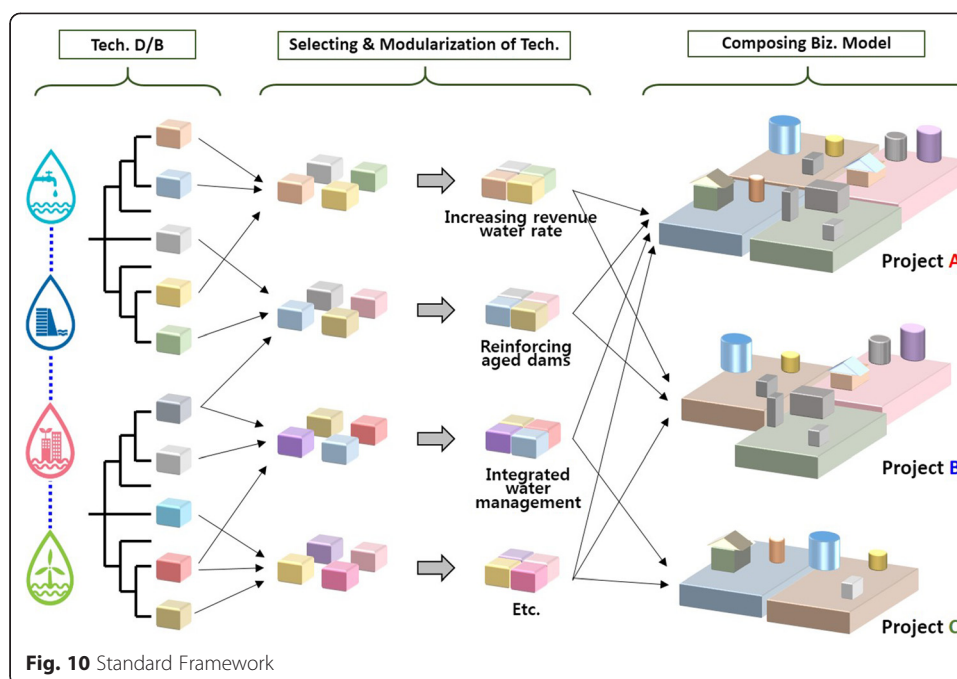 Tech. D/B
Selecting & Modularization of Tech.
Composing Biz. Model
Increasing revenue
water rate
Project A
Reinforcing
aged dams
Integrated
water
management
Project B
Etc.
Project C
Fig. 10 Standard Framework